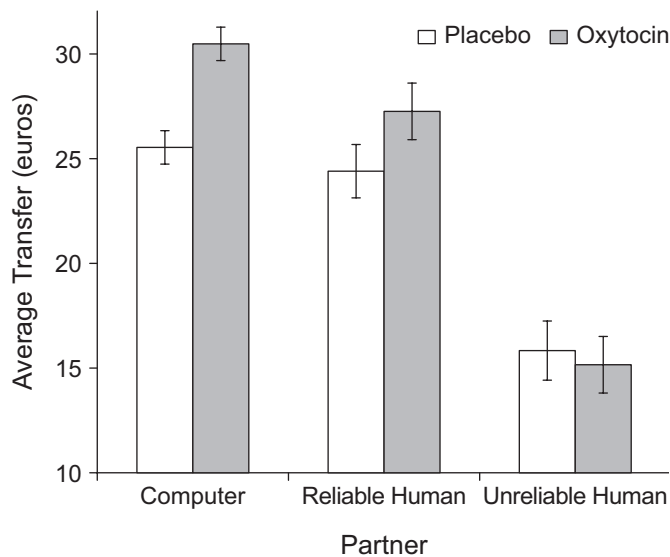 Placebo
Oxytocin
Average Transfer (euros)
30
25
20
15
10
Computer
Reliable Human
Unreliable Human
Partner